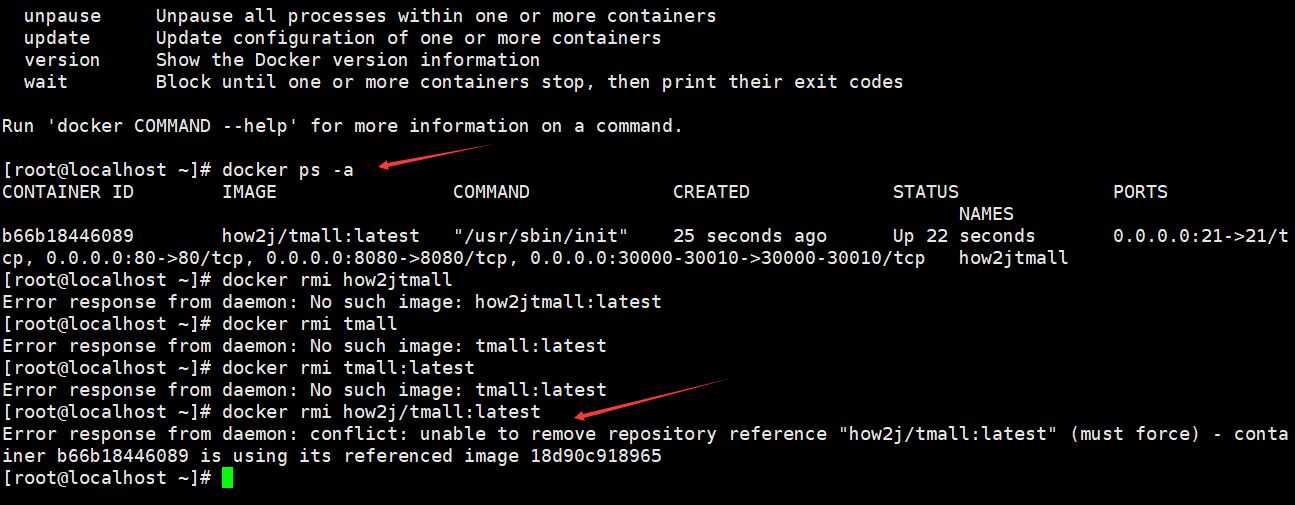 unpause     Unpause all processes within one or more containers
update      Update configuration of one or more containers
version     Show the Docker version information
wait        Block until one or more containers stop, then print their exit codes
Run 'docker COMMAND --help' for more information on a command.
[root@localhost ~]# docker ps -a
CONTAINER ID        IMAGE               COMMAND             CREATED             STATUS              PORTS
NAMES
b66b18446089        how2j/tmall:latest   "/usr/sbin/init"    25 seconds ago      Up 22 seconds       0.0.0.0:21->21/t
cp, 0.0.0.0:80->80/tcp, 0.0.0.0:8080->8080/tcp, 0.0.0.0:30000-30010->30000-30010/tcp   how2jtmall
[root@localhost ~]# docker rmi how2jtmall
Error response from daemon: No such image: how2jtmall:latest
[root@localhost ~]# docker rmi tmall
Error response from daemon: No such image: tmall:latest
[root@localhost ~]# docker rmi tmall:latest
Error response from daemon: No such image: tmall:latest
[root@localhost ~]# docker rmi how2j/tmall:latest
Error response from daemon: conflict: unable to remove repository reference "how2j/tmall:latest" (must force) - conta
iner b66b18446089 is using its referenced image 18d90c918965
[root@localhost ~]#